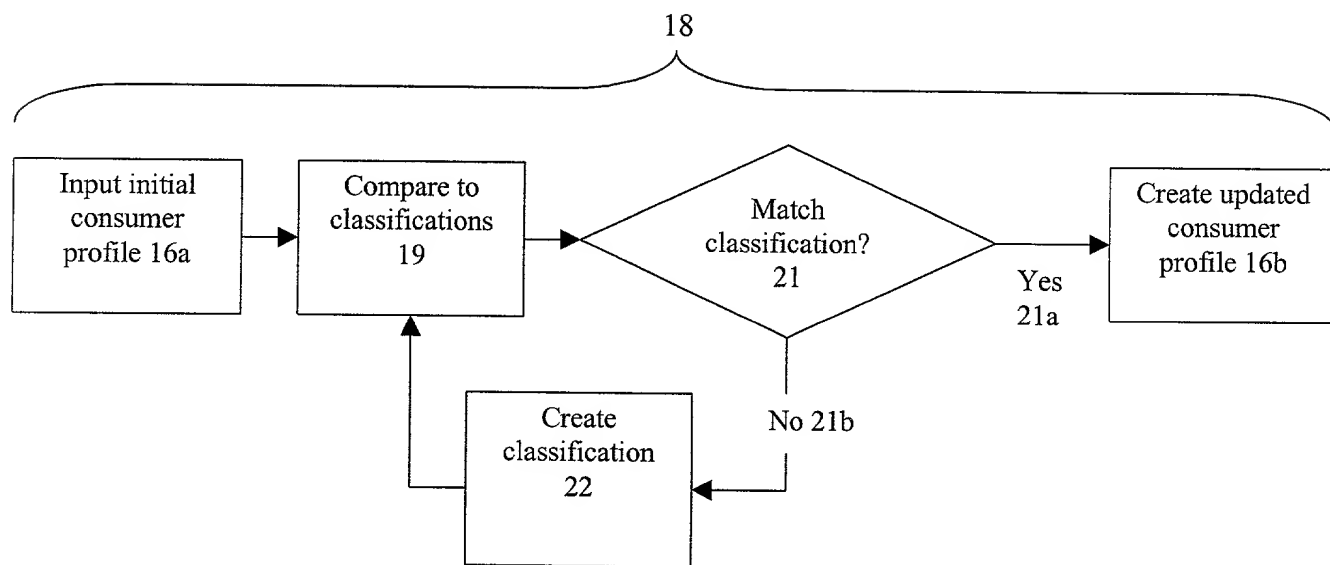 18
Input initial
consumer
profile 16a
Compare to
classifications
19
Match
classification?
21
Yes
21a
Create updated
consumer
profile 16b
No 21b
Create
classification
22